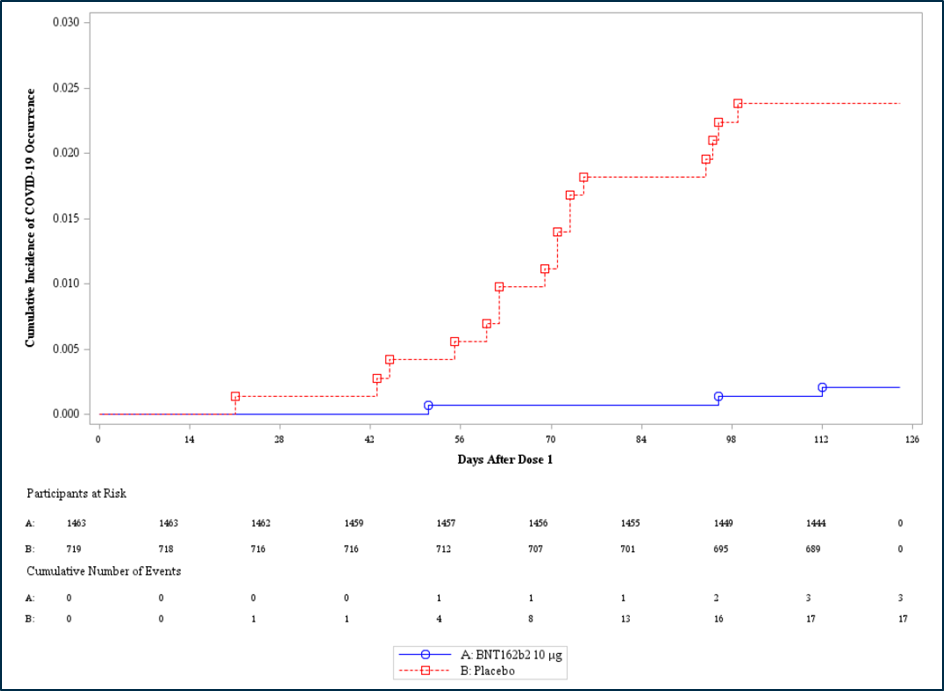 0.030
0.025
0.020
0.015
0.010
0.005
0.000
Cumulative Incidence of COVID-19 Occurrence
0 14 28 42 56 70 84 98 112 126
Days After Dose 1
Participants at Risk
A: 1463 1463 1462 1459 1457 1456 1455 1449 1444 0
B: 719 718 716 716 712 707 701 695 689 0
Cumulative Number of Events
A: 0 0 0 0 1 1 1 2 3 3
B: 0 0 1 1 4 8 13 16 17 17
A: BNT162b2 10 μg
B: Placebo